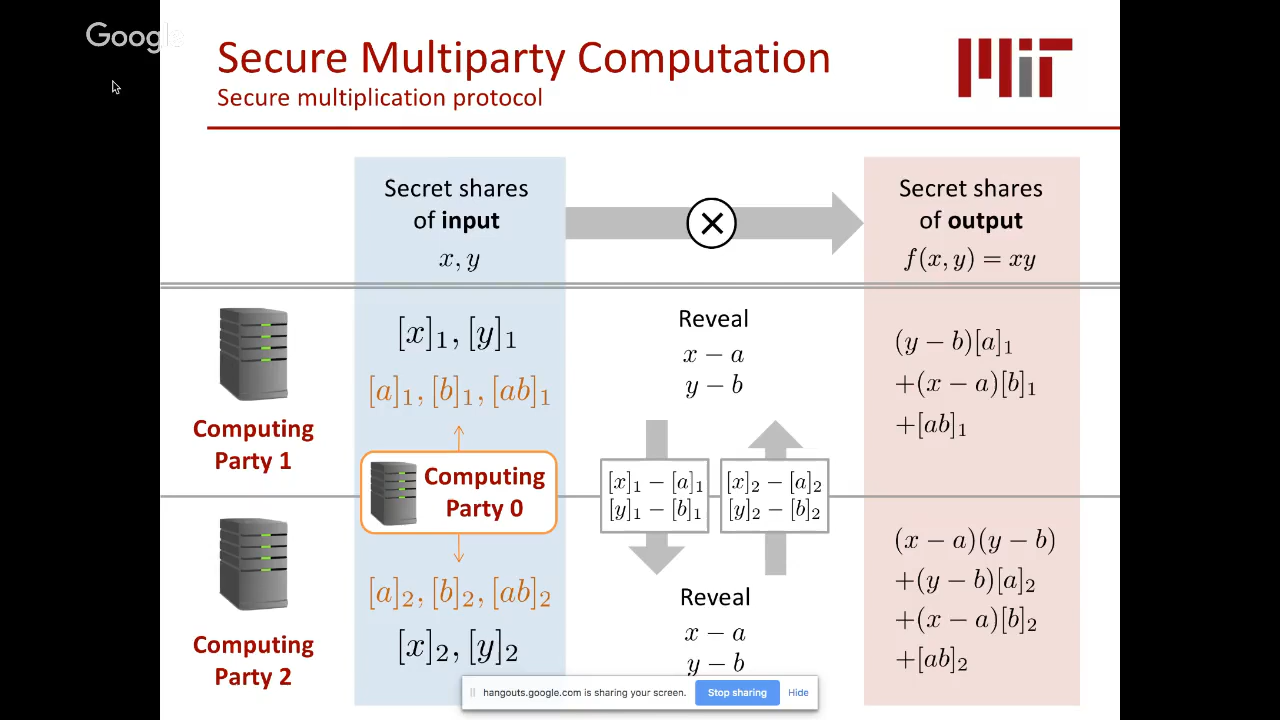 Google
Secure Multiparty Computation
Secure multiplication protocol
MIT
Secret shares
of input
x, y
Secret shares
of output
f(x, y) = xy
Computing
Party 1
[x]₁, [y]₁
[a]₁, [b]₁, [ab]₁
Reveal
x − a
y − b
(y − b)[a]₁
+(x − a)[b]₁
+[ab]₁
Computing
Party 0
[x]₁ − [a]₁
[y]₁ − [b]₁
[x]₂ − [a]₂
[y]₂ − [b]₂
Computing
Party 2
[a]₂, [b]₂, [ab]₂
[x]₂, [y]₂
Reveal
x − a
y − b
(x − a)(y − b)
+(y − b)[a]₂
+(x − a)[b]₂
+[ab]₂
hangouts.google.com is sharing your screen. Stop sharing Hide